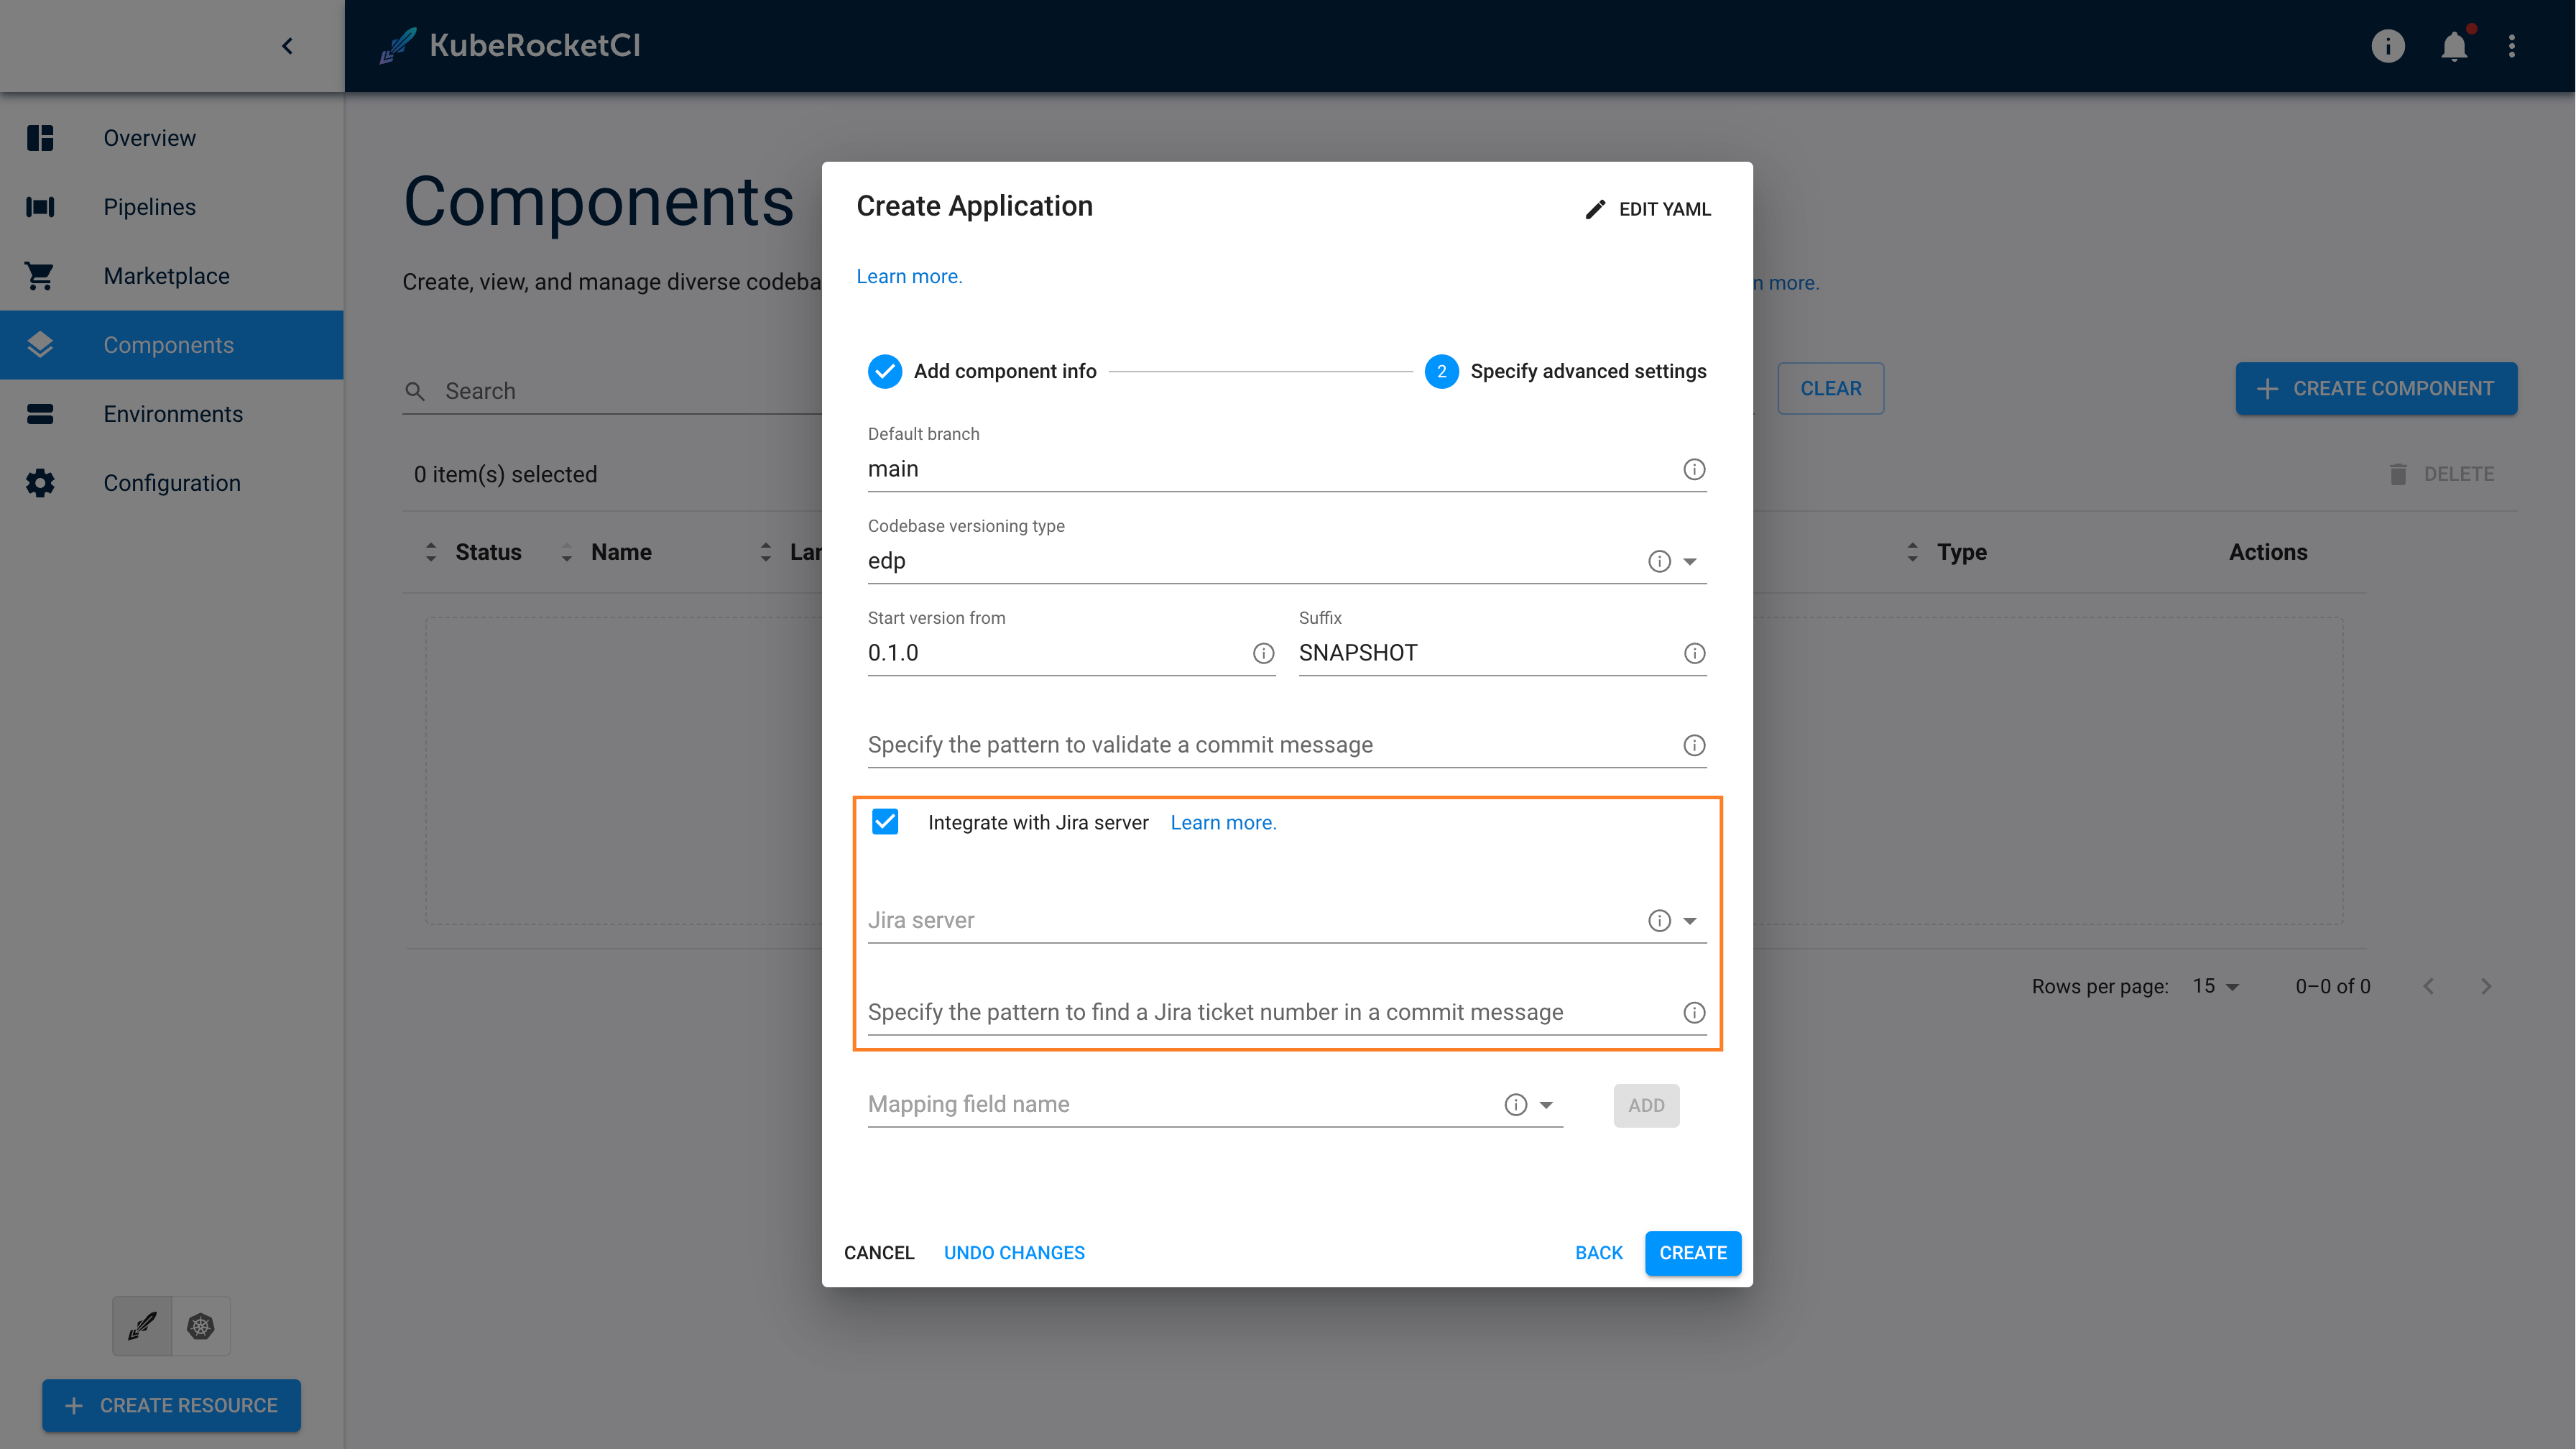 KubeRocketCI
Overview
Pipelines
Marketplace
Components
Environments
Configuration
CREATE RESOURCE
Components
Create, view, and manage diverse codeba
n more.
Search
CLEAR
CREATE COMPONENT
0 item(s) selected
DELETE
Status Name Lan Type Actions
Rows per page: 15 0–0 of 0
Create Application
EDIT YAML
Learn more.
Add component info
2 Specify advanced settings
Default branch
main
Codebase versioning type
edp
Start version from
0.1.0
Suffix
SNAPSHOT
Specify the pattern to validate a commit message
Integrate with Jira server Learn more.
Jira server
Specify the pattern to find a Jira ticket number in a commit message
Mapping field name
ADD
CANCEL UNDO CHANGES BACK CREATE